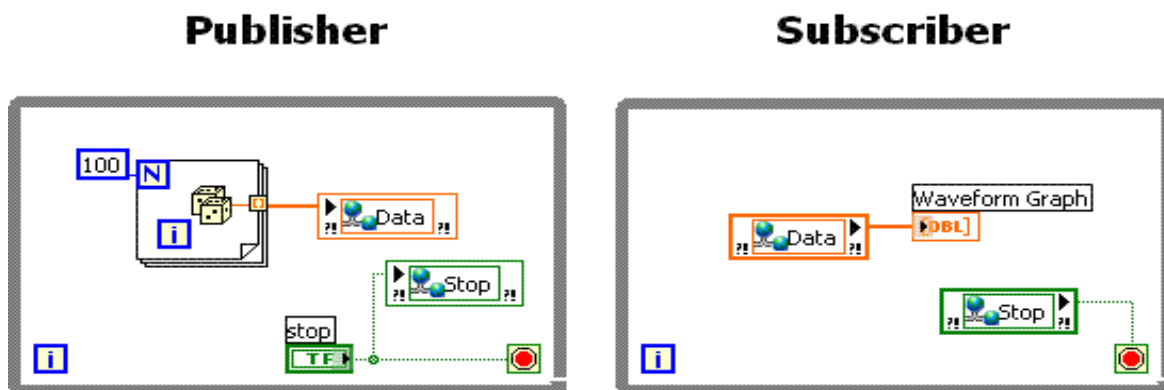 Publisher
Subscriber
100
N
i
Data
?!
?!
Stop
?!
?!
stop
TF
i
Waveform Graph
DBL]
Data
?!
?!
Stop
?!
?!
i